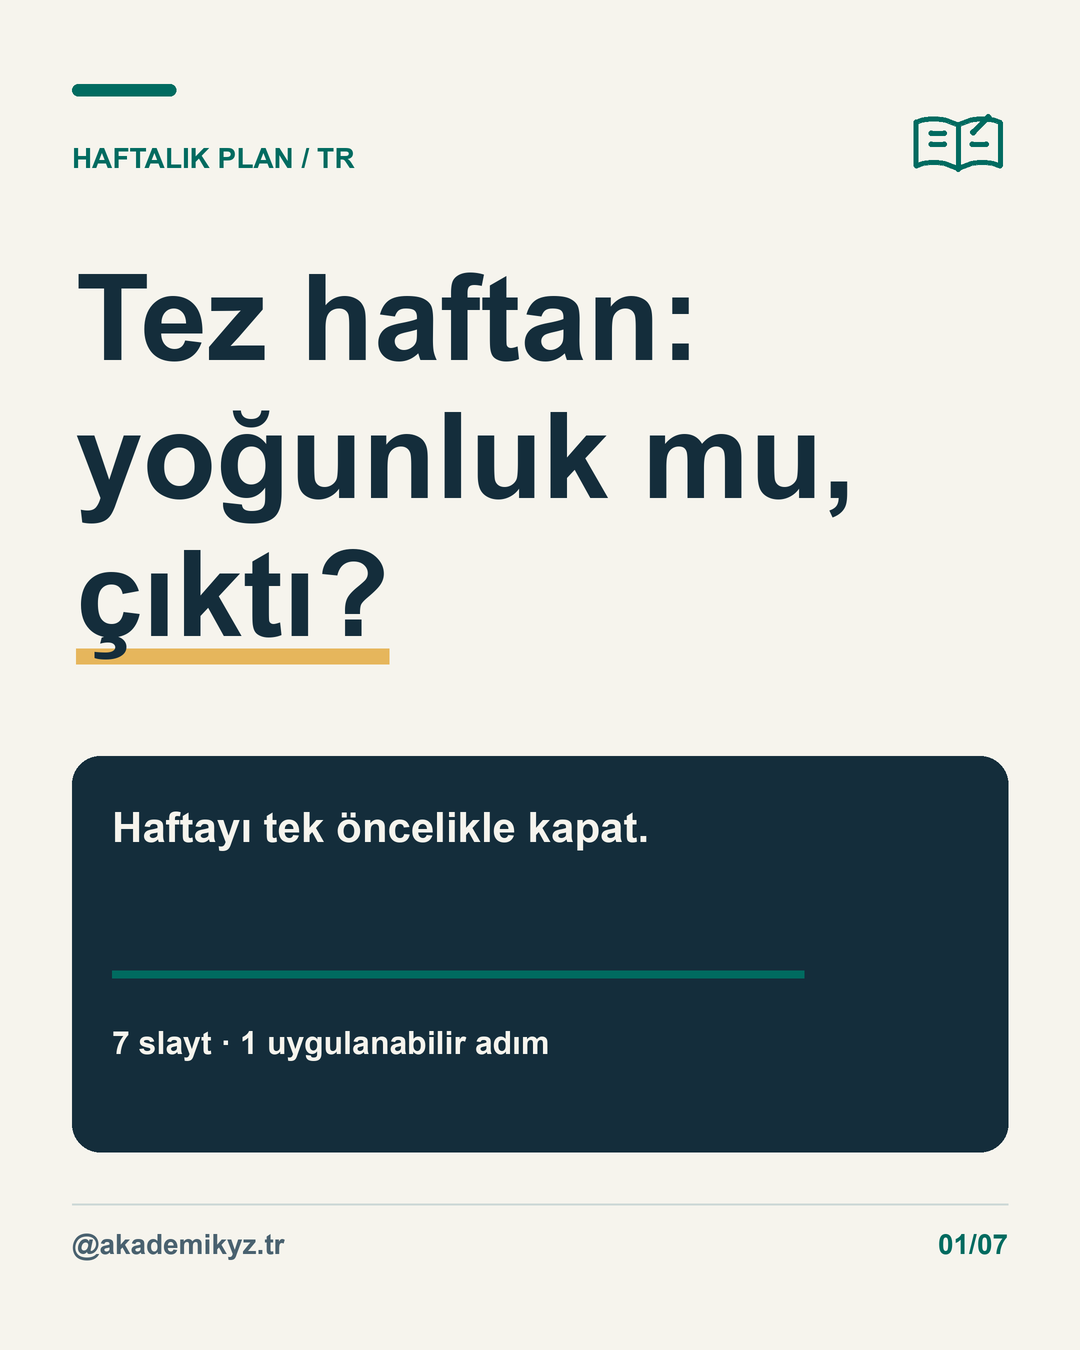 HAFTALIK PLAN / TR
Tez haftan:
yoğunluk mu,
çıktı?
Haftayı tek öncelikle kapat.
7 slayt · 1 uygulanabilir adım
@akademikyz.tr
01/07